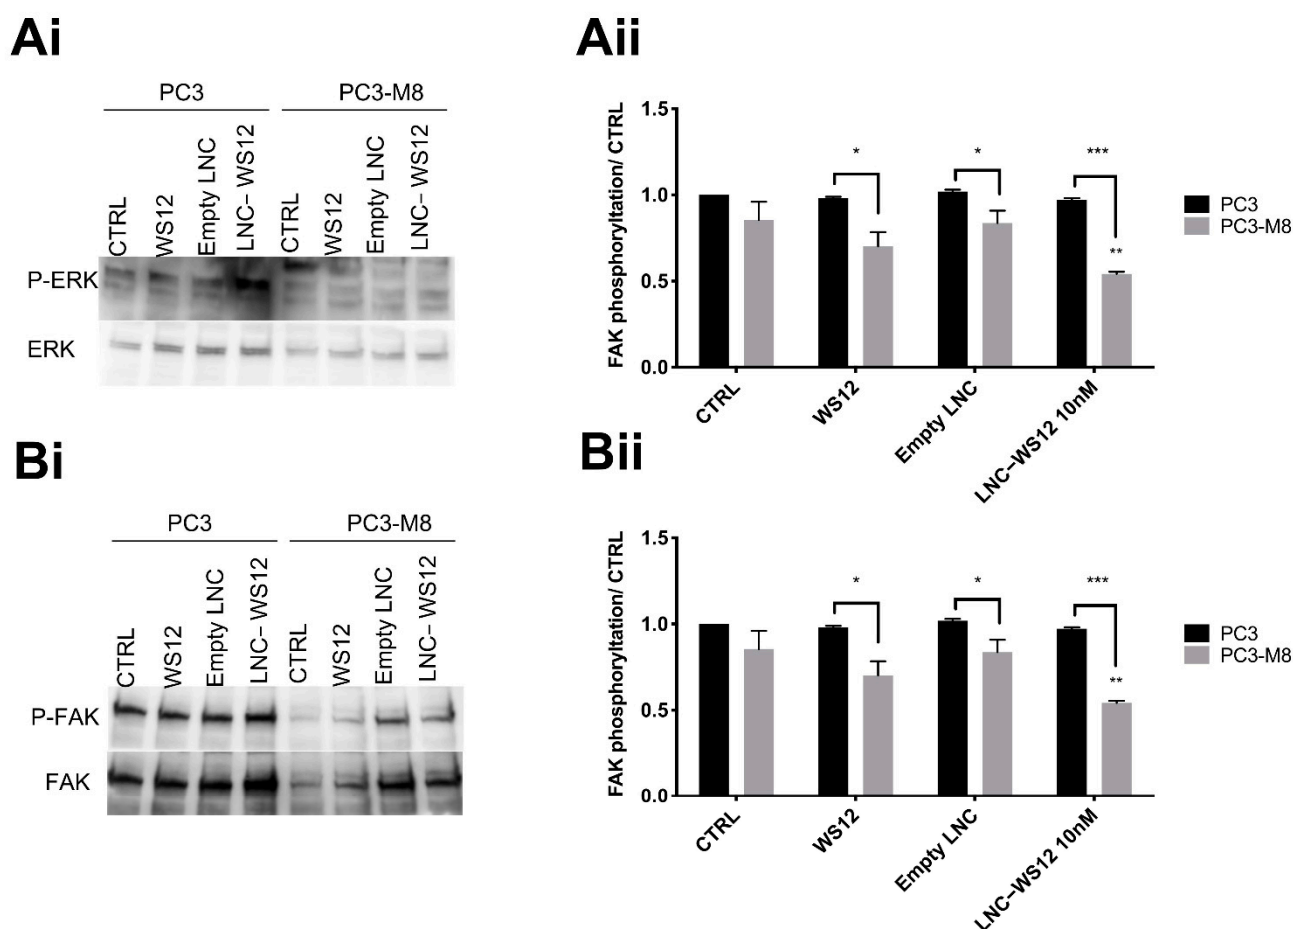 Ai
PC3 PC3-M8
CTRL WS12 Empty LNC LNC– WS12 CTRL WS12 Empty LNC LNC– WS12
P-ERK
ERK
Aii
FAK phosphoryltation/ CTRL
1.5
1.0
0.5
0.0
* * ***
**
CTRL WS12 Empty LNC LNC–WS12 10nM
PC3
PC3-M8
Bi
PC3 PC3-M8
CTRL WS12 Empty LNC LNC– WS12 CTRL WS12 Empty LNC LNC– WS12
P-FAK
FAK
Bii
FAK phosphoryltation/ CTRL
1.5
1.0
0.5
0.0
* * ***
**
CTRL WS12 Empty LNC LNC–WS12 10nM
PC3
PC3-M8